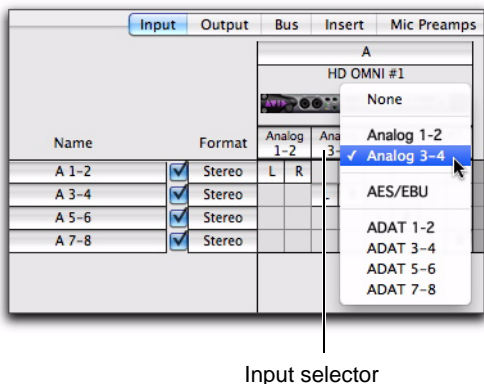 Input Output Bus Insert Mic Preamps
A
HD OMNI #1
Name Format Analog 1-2
A 1-2 Stereo L R
A 3-4 Stereo
A 5-6 Stereo
A 7-8 Stereo
None
Analog 1-2
✓ Analog 3-4
AES/EBU
ADAT 1-2
ADAT 3-4
ADAT 5-6
ADAT 7-8
Input selector